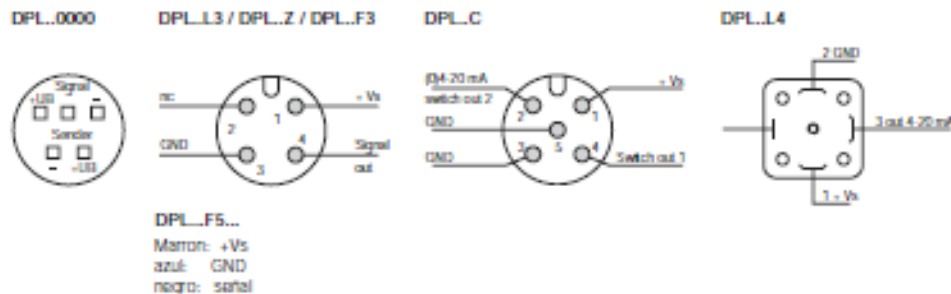 DPL..0000
Signal
+UB
-
Sender
- +UB
DPL...L3 / DPL...Z / DPL...F3
nc
+ Vs
2
1
GND
4
Signal
out
3
DPL...F5...
Marron: +Vs
azul: GND
negro: señal
DPL...C
(0)4-20 mA
+ Vs
switch out 2
2
1
GND
3
5
4
GND
Switch out 1
DPL...L4
2 GND
3 out 4-20 mA
1 + Vs